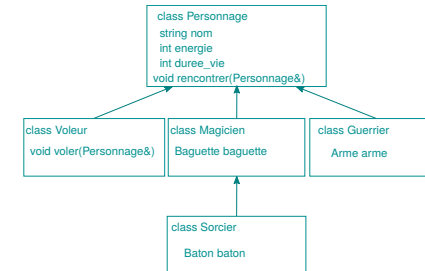 class Personnage
string nom
int energie
int duree_vie
void rencontrer(Personnage&)
class Voleur
void voler(Personnage&)
class Magicien
Baguette baguette
class Guerrier
Arme arme
class Sorcier
Baton baton